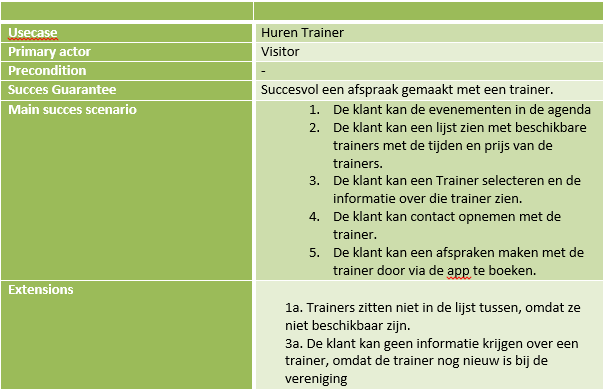 Usecase Huren Trainer
Primary actor Visitor
Precondition -
Succes Guarantee Succesvol een afspraak gemaakt met een trainer.
Main succes scenario 1. De klant kan de evenementen in de agenda
2. De klant kan een lijst zien met beschikbare
trainers met de tijden en prijs van de
trainers.
3. De klant kan een Trainer selecteren en de
informatie over die trainer zien.
4. De klant kan contact opnemen met de
trainer.
5. De klant kan een afspraken maken met de
trainer door via de app te boeken.
Extensions
1a. Trainers zitten niet in de lijst tussen, omdat ze
niet beschikbaar zijn.
3a. De klant kan geen informatie krijgen over een
trainer, omdat de trainer nog nieuw is bij de
vereniging